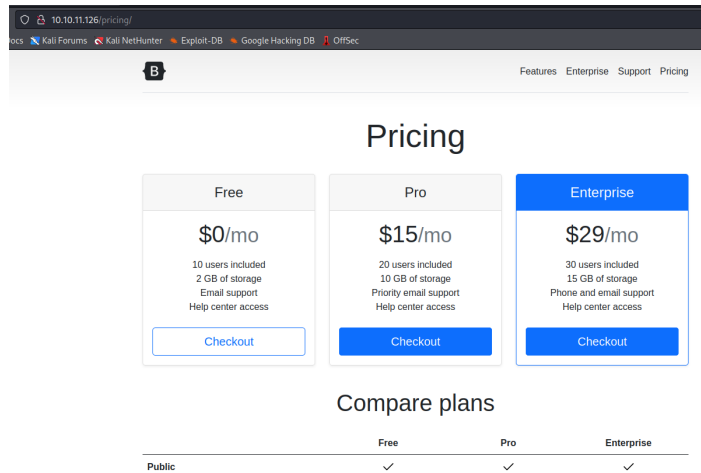 10.10.11.126/pricing/
ocs Kali Forums Kali NetHunter Exploit-DB Google Hacking DB OffSec
B Features Enterprise Support Pricing
Pricing
Free Pro Enterprise
$0/mo $15/mo $29/mo
10 users included 20 users included 30 users included
2 GB of storage 10 GB of storage 15 GB of storage
Email support Priority email support Phone and email support
Help center access Help center access Help center access
Checkout Checkout Checkout
Compare plans
Free Pro Enterprise
Public